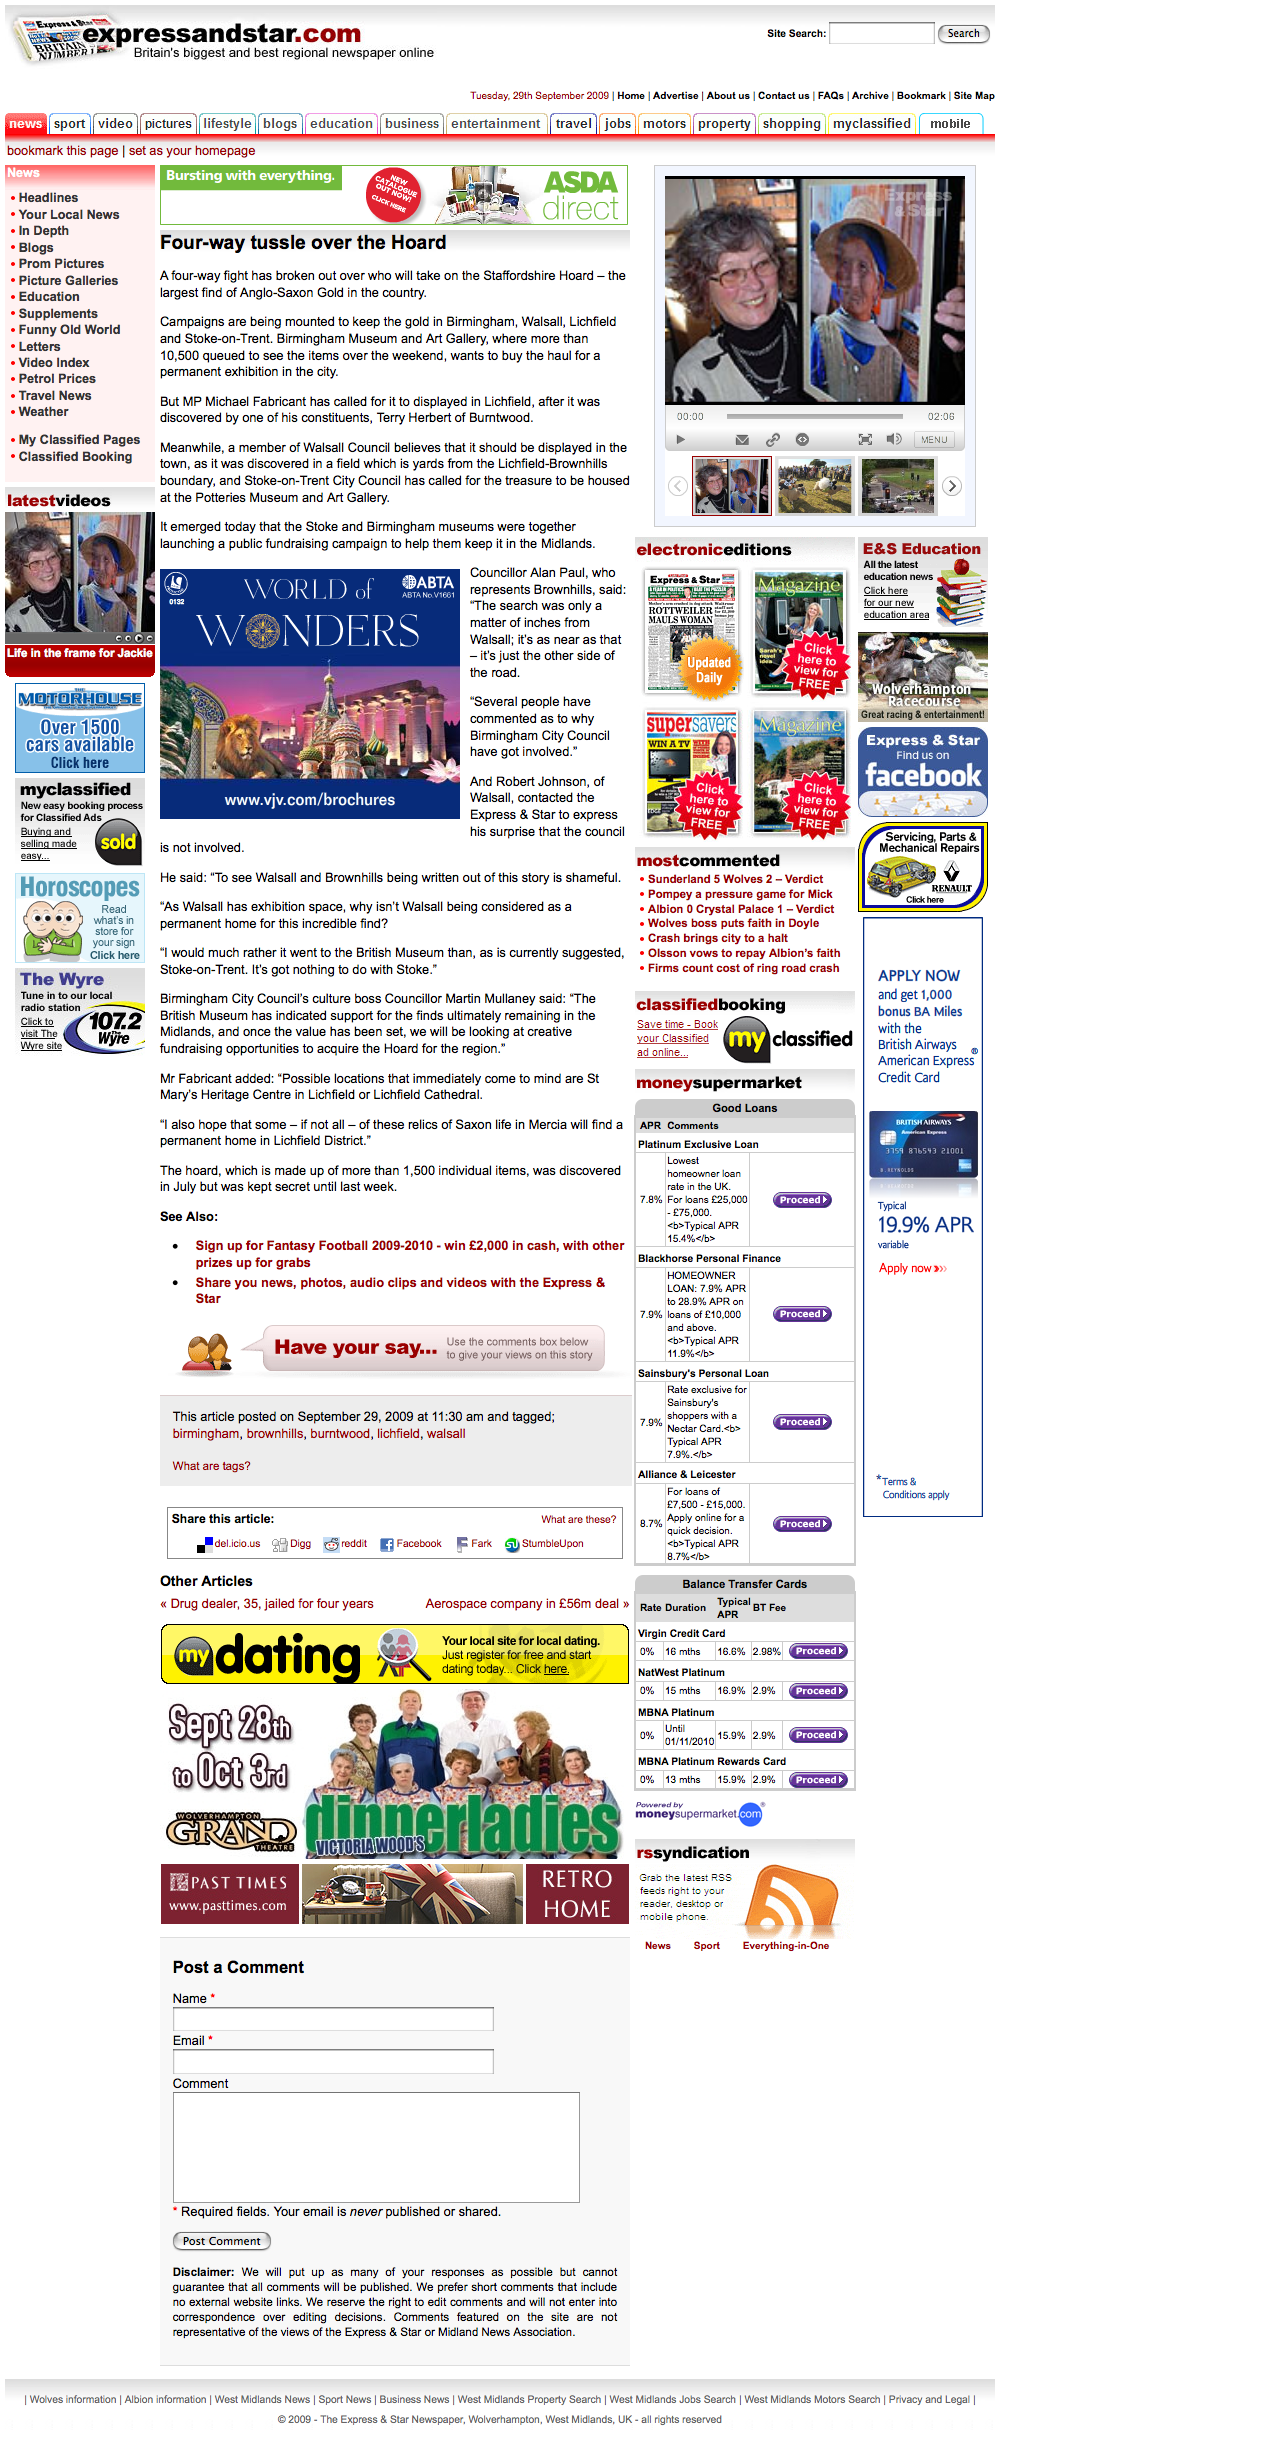 expressandstar.com
Britain's biggest and best regional newspaper online
Site Search:
Search
Tuesday, 29th September 2009 | Home | Advertise | About us | Contact us | FAQs | Archive | Bookmark | Site Map
news sport video pictures lifestyle blogs education business entertainment travel jobs motors property shopping myclassified mobile
bookmark this page | set as your homepage
News
Headlines
Your Local News
In Depth
Blogs
Prom Pictures
Picture Galleries
Education
Supplements
Funny Old World
Letters
Video Index
Petrol Prices
Travel News
Weather
My Classified Pages
Classified Booking
latestvideos
Life in the frame for Jackie
THE
MOTORHOUSE
Over 1500
cars available
Click here
myclassified
New easy booking process
for Classified Ads
Buying and
selling made
easy...
sold
Horoscopes
Read
what's in
store for
your sign
Click here
The Wyre
Tune in to our local
radio station
Click to
visit The
Wyre site
107.2
The
Wyre
Bursting with everything.
NEW
CATALOGUE
OUT NOW!
CLICK HERE
ASDA
direct
Four-way tussle over the Hoard
A four-way fight has broken out over who will take on the Staffordshire Hoard – the
largest find of Anglo-Saxon Gold in the country.
Campaigns are being mounted to keep the gold in Birmingham, Walsall, Lichfield
and Stoke-on-Trent. Birmingham Museum and Art Gallery, where more than
10,500 queued to see the items over the weekend, wants to buy the haul for a
permanent exhibition in the city.
But MP Michael Fabricant has called for it to displayed in Lichfield, after it was
discovered by one of his constituents, Terry Herbert of Burntwood.
Meanwhile, a member of Walsall Council believes that it should be displayed in the
town, as it was discovered in a field which is yards from the Lichfield-Brownhills
boundary, and Stoke-on-Trent City Council has called for the treasure to be housed
at the Potteries Museum and Art Gallery.
It emerged today that the Stoke and Birmingham museums were together
launching a public fundraising campaign to help them keep it in the Midlands.
0132
ABTA
ABTA No.V1661
WORLD of
WONDERS
www.vjv.com/brochures
Councillor Alan Paul, who
represents Brownhills, said:
“The search was only a
matter of inches from
Walsall; it’s as near as that
– it’s just the other side of
the road.
“Several people have
commented as to why
Birmingham City Council
have got involved.”
And Robert Johnson, of
Walsall, contacted the
Express & Star to express
his surprise that the council
is not involved.
He said: “To see Walsall and Brownhills being written out of this story is shameful.
“As Walsall has exhibition space, why isn’t Walsall being considered as a
permanent home for this incredible find?
“I would much rather it went to the British Museum than, as is currently suggested,
Stoke-on-Trent. It’s got nothing to do with Stoke.”
Birmingham City Council’s culture boss Councillor Martin Mullaney said: “The
British Museum has indicated support for the finds ultimately remaining in the
Midlands, and once the value has been set, we will be looking at creative
fundraising opportunities to acquire the Hoard for the region.”
Mr Fabricant added: “Possible locations that immediately come to mind are St
Mary’s Heritage Centre in Lichfield or Lichfield Cathedral.
“I also hope that some – if not all – of these relics of Saxon life in Mercia will find a
permanent home in Lichfield District.”
The hoard, which is made up of more than 1,500 individual items, was discovered
in July but was kept secret until last week.
See Also:
Sign up for Fantasy Football 2009-2010 - win £2,000 in cash, with other
prizes up for grabs
Share you news, photos, audio clips and videos with the Express &
Star
Have your say...
Use the comments box below
to give your views on this story
This article posted on September 29, 2009 at 11:30 am and tagged;
birmingham, brownhills, burntwood, lichfield, walsall
What are tags?
Share this article:
What are these?
del.icio.us Digg reddit Facebook Fark StumbleUpon
Other Articles
« Drug dealer, 35, jailed for four years
Aerospace company in £56m deal »
my dating
Your local site for local dating.
Just register for free and start
dating today... Click here.
Sept 28th
to Oct 3rd
WOLVERHAMPTON
GRAND
THEATRE
VICTORIA WOOD'S
dinnerladies
PAST TIMES
www.pasttimes.com
RETRO
HOME
Post a Comment
Name *
Email *
Comment
* Required fields. Your email is never published or shared.
Post Comment
Disclaimer: We will put up as many of your responses as possible but cannot
guarantee that all comments will be published. We prefer short comments that include
no external website links. We reserve the right to edit comments and will not enter into
correspondence over editing decisions. Comments featured on the site are not
representative of the views of the Express & Star or Midland News Association.
Express
Star
00:00
02:06
MENU
electroniceditions
Express & Star
ROTTWEILER
MAULS WOMAN
Updated
Daily
Magazine
Sarah's
novel
idea
Click
here to
view for
FREE
supersavers
WIN A TV
Click
here to
view for
FREE
Magazine
Click
here to
view for
FREE
mostcommented
Sunderland 5 Wolves 2 – Verdict
Pompey a pressure game for Mick
Albion 0 Crystal Palace 1 – Verdict
Wolves boss puts faith in Doyle
Crash brings city to a halt
Olsson vows to repay Albion’s faith
Firms count cost of ring road crash
classifiedbooking
Save time - Book
your Classified
ad online...
my classified
moneysupermarket
Good Loans
APR Comments
Platinum Exclusive Loan
7.8%
Lowest
homeowner loan
rate in the UK.
For loans £25,000
- £75,000.
<b>Typical APR
15.4%</b>
Proceed
Blackhorse Personal Finance
7.9%
HOMEOWNER
LOAN: 7.9% APR
to 28.9% APR on
loans of £10,000
and above.
<b>Typical APR
11.9%</b>
Proceed
Sainsbury's Personal Loan
7.9%
Rate exclusive for
Sainsbury's
shoppers with a
Nectar Card.<b>
Typical APR
7.9%.</b>
Proceed
Alliance & Leicester
8.7%
For loans of
£7,500 - £15,000.
Apply online for a
quick decision.
<b>Typical APR
8.7%</b>
Proceed
Balance Transfer Cards
Rate Duration Typical APR BT Fee
Virgin Credit Card
0% 16 mths 16.6% 2.98% Proceed
NatWest Platinum
0% 15 mths 16.9% 2.9% Proceed
MBNA Platinum
0% Until 01/11/2010 15.9% 2.9% Proceed
MBNA Platinum Rewards Card
0% 13 mths 15.9% 2.9% Proceed
Powered by
moneysupermarket.com
rssyndication
Grab the latest RSS
feeds right to your
reader, desktop or
mobile phone.
News Sport Everything-in-One
E&S Education
All the latest
education news
Click here
for our new
education area
Wolverhampton
Racecourse
Great racing & entertainment!
Express & Star
Find us on
facebook
Servicing, Parts &
Mechanical Repairs
RENAULT
Click here
APPLY NOW
and get 1,000
bonus BA Miles
with the
British Airways
American Express®
Credit Card
BRITISH AIRWAYS
American Express
3759 876543 21001
Typical
19.9% APR
variable
Apply now
*Terms &
Conditions apply
| Wolves information | Albion information | West Midlands News | Sport News | Business News | West Midlands Property Search | West Midlands Jobs Search | West Midlands Motors Search | Privacy and Legal |
© 2009 - The Express & Star Newspaper, Wolverhampton, West Midlands, UK - all rights reserved